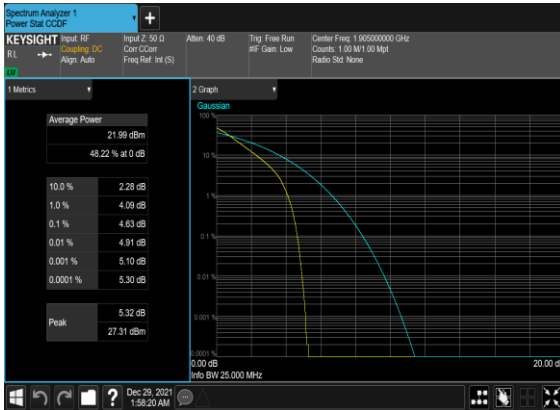 Spectrum Analyzer 1
Power Stat CCDF
+
KEYSIGHT
RL
Input: RF
Coupling: DC
Align: Auto
Input Z: 50 Ω
Corr CCorr
Freq Ref: Int (S)
Atten: 40 dB
Trig: Free Run
#IF Gain: Low
Center Freq: 1.905000000 GHz
Counts: 1.00 M/1.00 Mpt
Radio Std: None
1 Metrics
Average Power
21.99 dBm
48.22 % at 0 dB
10.0 % 2.28 dB
1.0 % 4.09 dB
0.1 % 4.63 dB
0.01 % 4.91 dB
0.001 % 5.10 dB
0.0001 % 5.30 dB
Peak
5.32 dB
27.31 dBm
2 Graph
Gaussian
100 %
10 %
1 %
0.1 %
0.01 %
0.001 %
0.0001 %
0.00 dB
20.00 d
Info BW 25.000 MHz
?
Dec 29, 2021
1:58:20 AM